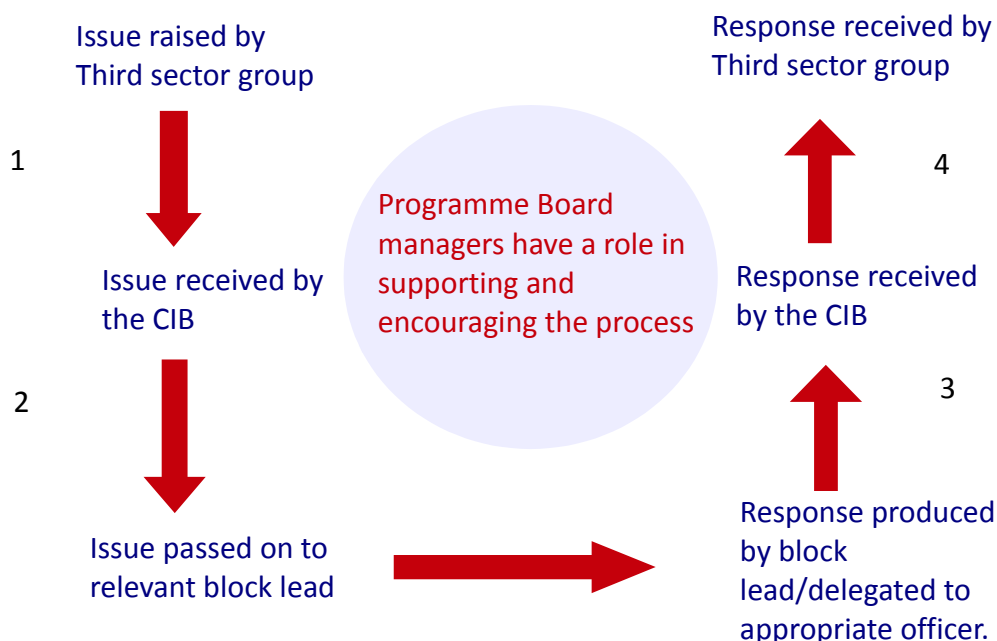 Issue raised by
Third sector group
1
Issue received by
the CIB
2
Issue passed on to
relevant block lead
Programme Board
managers have a role in
supporting and
encouraging the process
Response produced
by block
lead/delegated to
appropriate officer.
3
Response received
by the CIB
4
Response received by
Third sector group